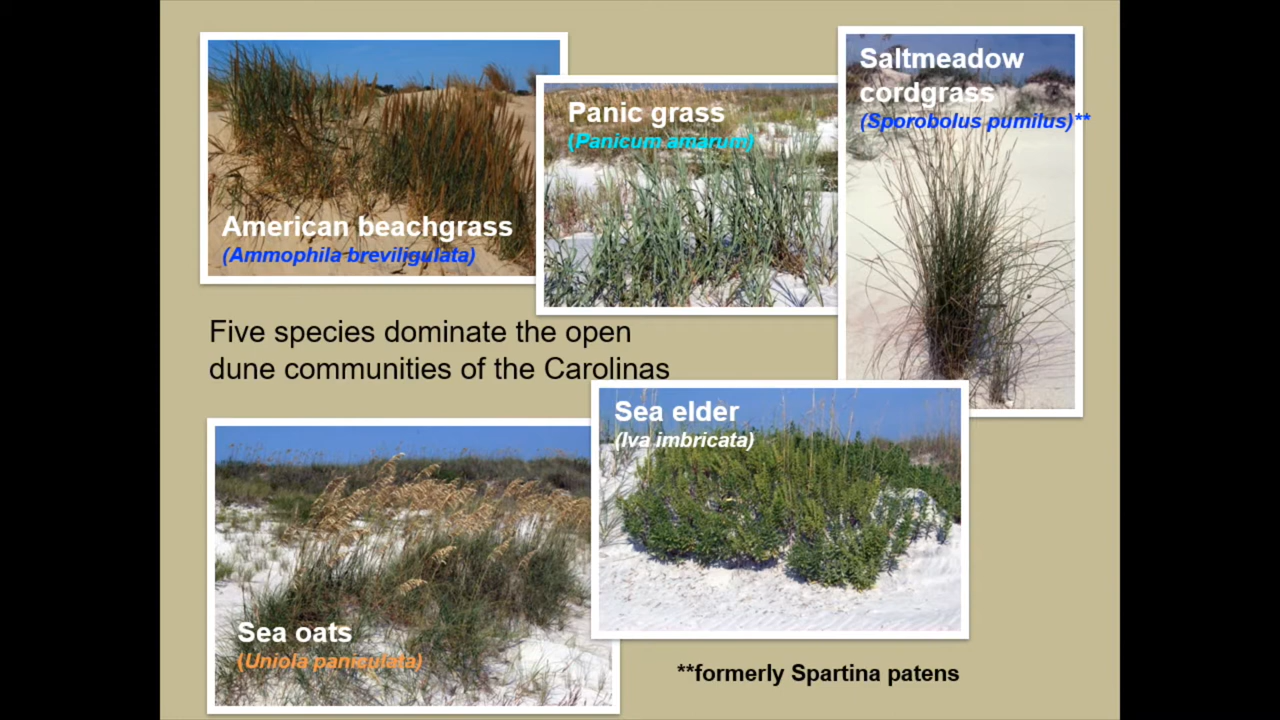 American beachgrass
(Ammophila breviligulata)
Panic grass
(Panicum amarum)
Saltmeadow
cordgrass
(Sporobolus pumilus)**
Five species dominate the open
dune communities of the Carolinas
Sea elder
(Iva imbricata)
Sea oats
(Uniola paniculata)
**formerly Spartina patens